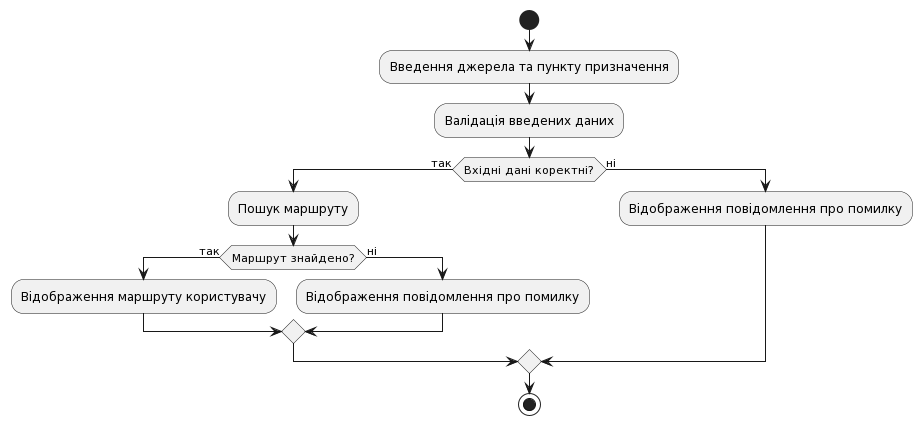 Введення джерела та пункту призначення
Валідація введених даних
так
Вхідні дані коректні?
ні
Пошук маршруту
Відображення повідомлення про помилку
так
Маршрут знайдено?
ні
Відображення маршруту користувачу
Відображення повідомлення про помилку